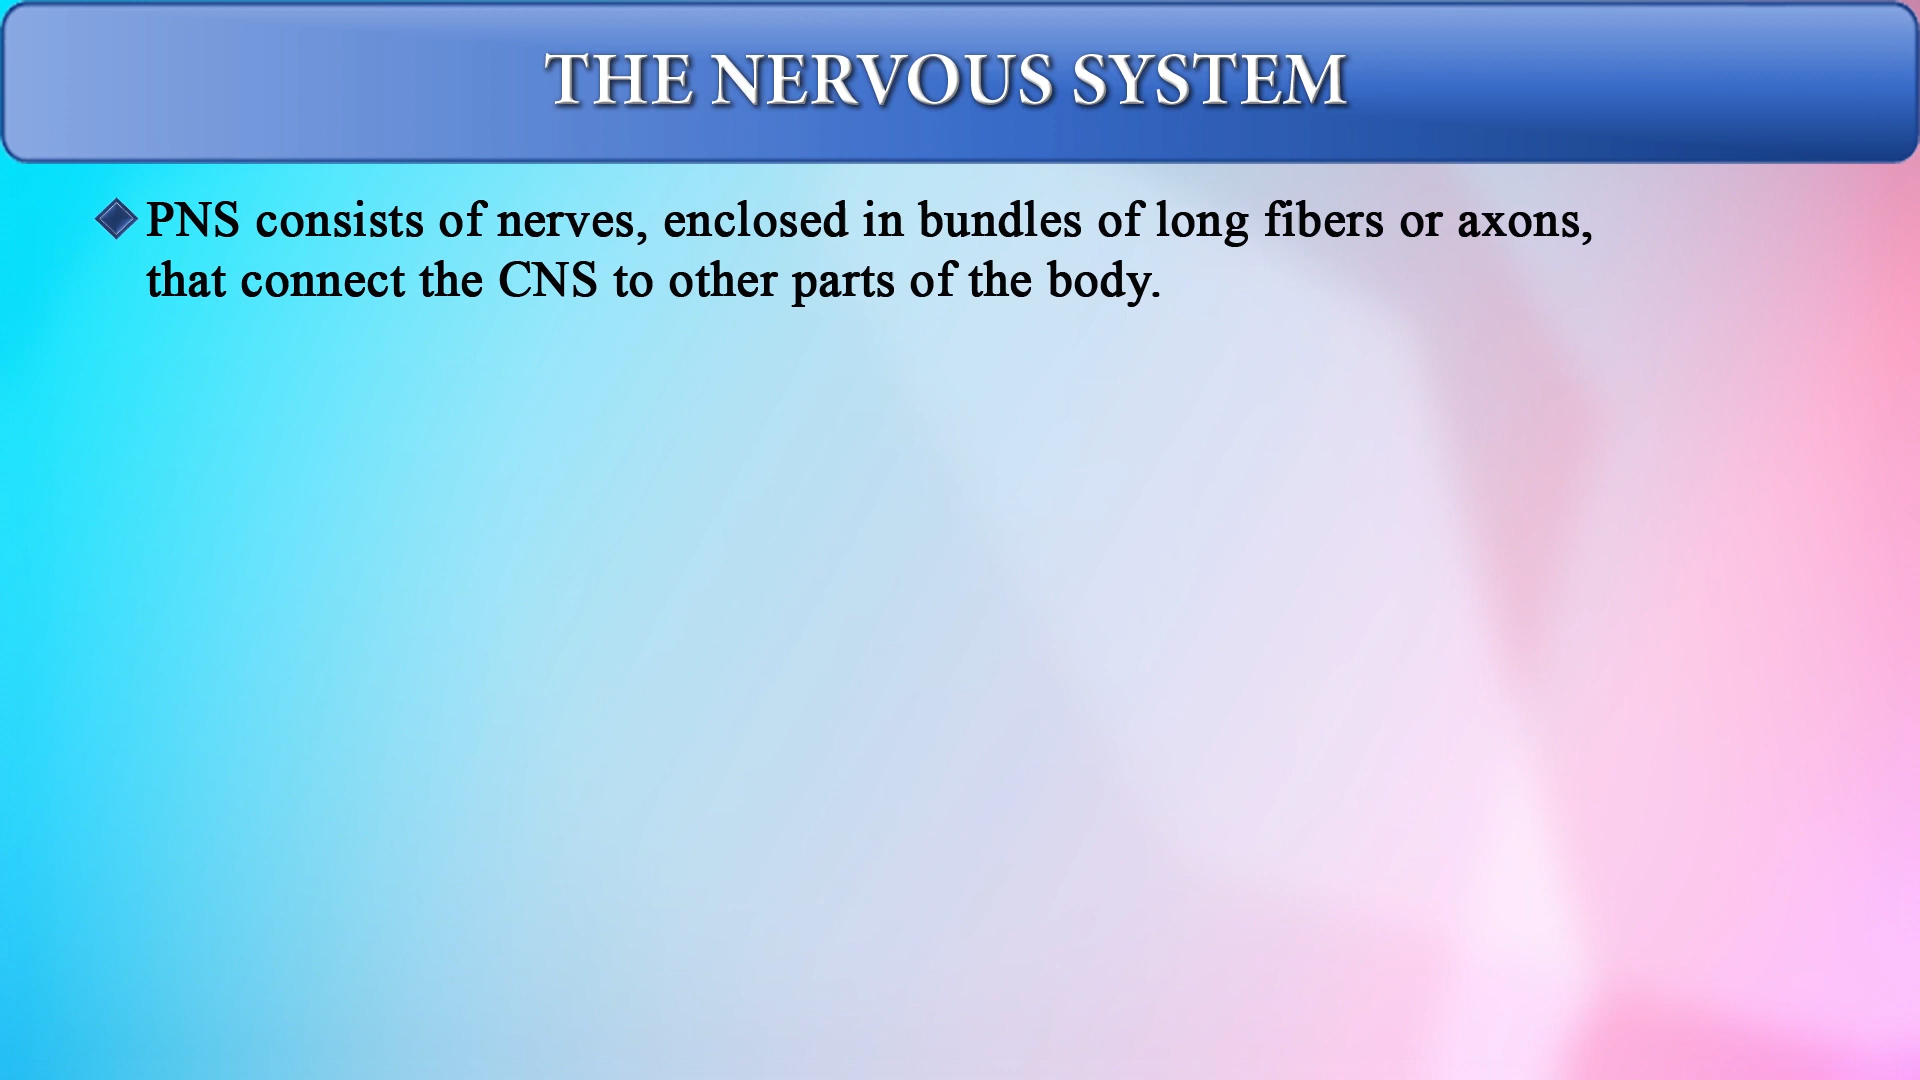 THE NERVOUS SYSTEM
PNS consists of nerves, enclosed in bundles of long fibers or axons,
that connect the CNS to other parts of the body.